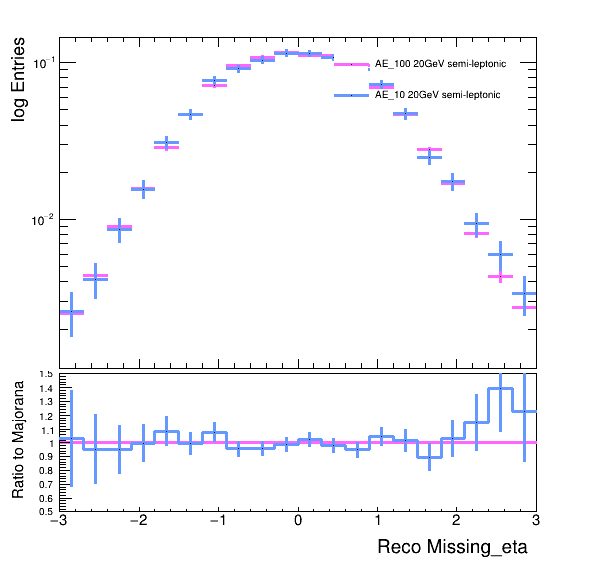 log Entries
10⁻¹
10⁻²
AE_100 20GeV semi-leptonic
AE_10 20GeV semi-leptonic
Ratio to Majorana
1.5
1.4
1.3
1.2
1.1
1
0.9
0.8
0.7
0.6
0.5
−3 −2 −1 0 1 2 3
Reco Missing_eta